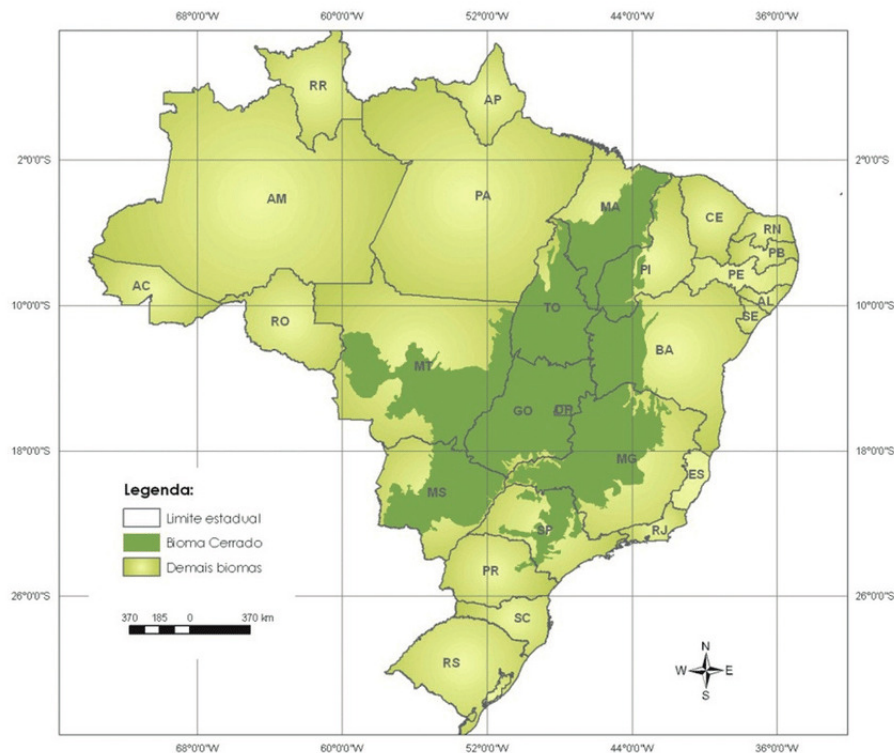 68°0'0"W 60°0'0"W 52°0'0"W 44°0'0"W 36°0'0"W
RR
AP
2°0'0"S 2°0'0"S
AM
PA
MA
CE
RN
PB
PI
PE
AC
AL
10°0'0"S 10°0'0"S
TO
SE
RO
BA
MT
GO
DF
18°0'0"S 18°0'0"S
MG
ES
MS
Legenda:
Limite estadual
Bioma Cerrado
Demais biomas
SP
RJ
PR
26°0'0"S 26°0'0"S
370 185 0 370 km
SC
RS
N
W E
S
68°0'0"W 60°0'0"W 52°0'0"W 44°0'0"W 36°0'0"W